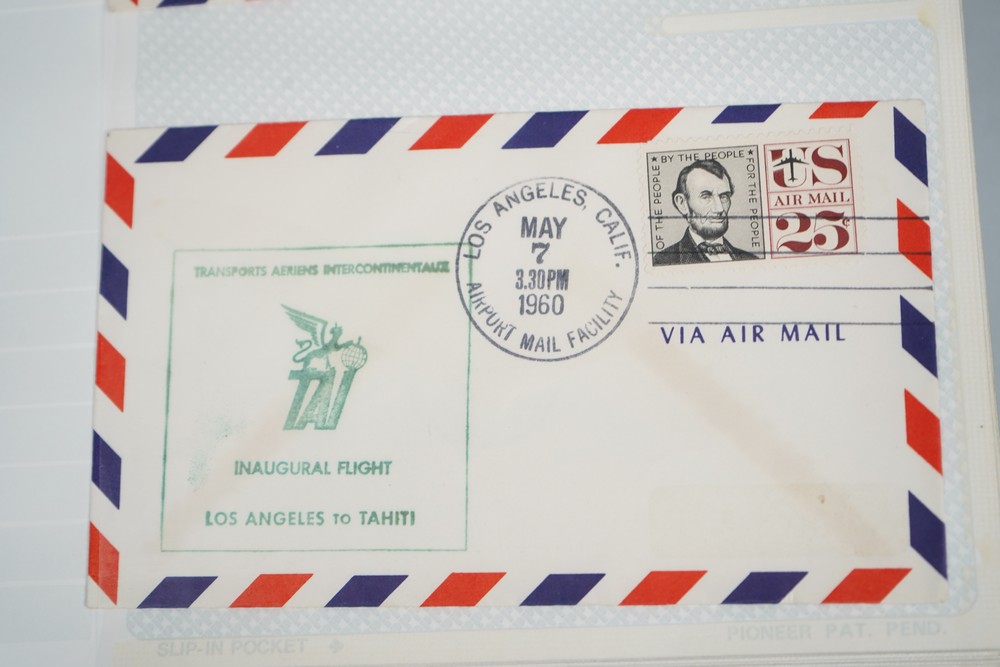 OF THE PEOPLE ★ BY THE PEOPLE ★ FOR THE PEOPLE
US
AIR MAIL
25¢
LOS ANGELES, CALIF.
MAY
7
3.30PM
1960
AIRPORT MAIL FACILITY
VIA AIR MAIL
TRANSPORTS AERIENS INTERCONTINENTAUX
TAI
INAUGURAL FLIGHT
LOS ANGELES TO TAHITI
SLIP-IN POCKET
PIONEER PAT. PEND.